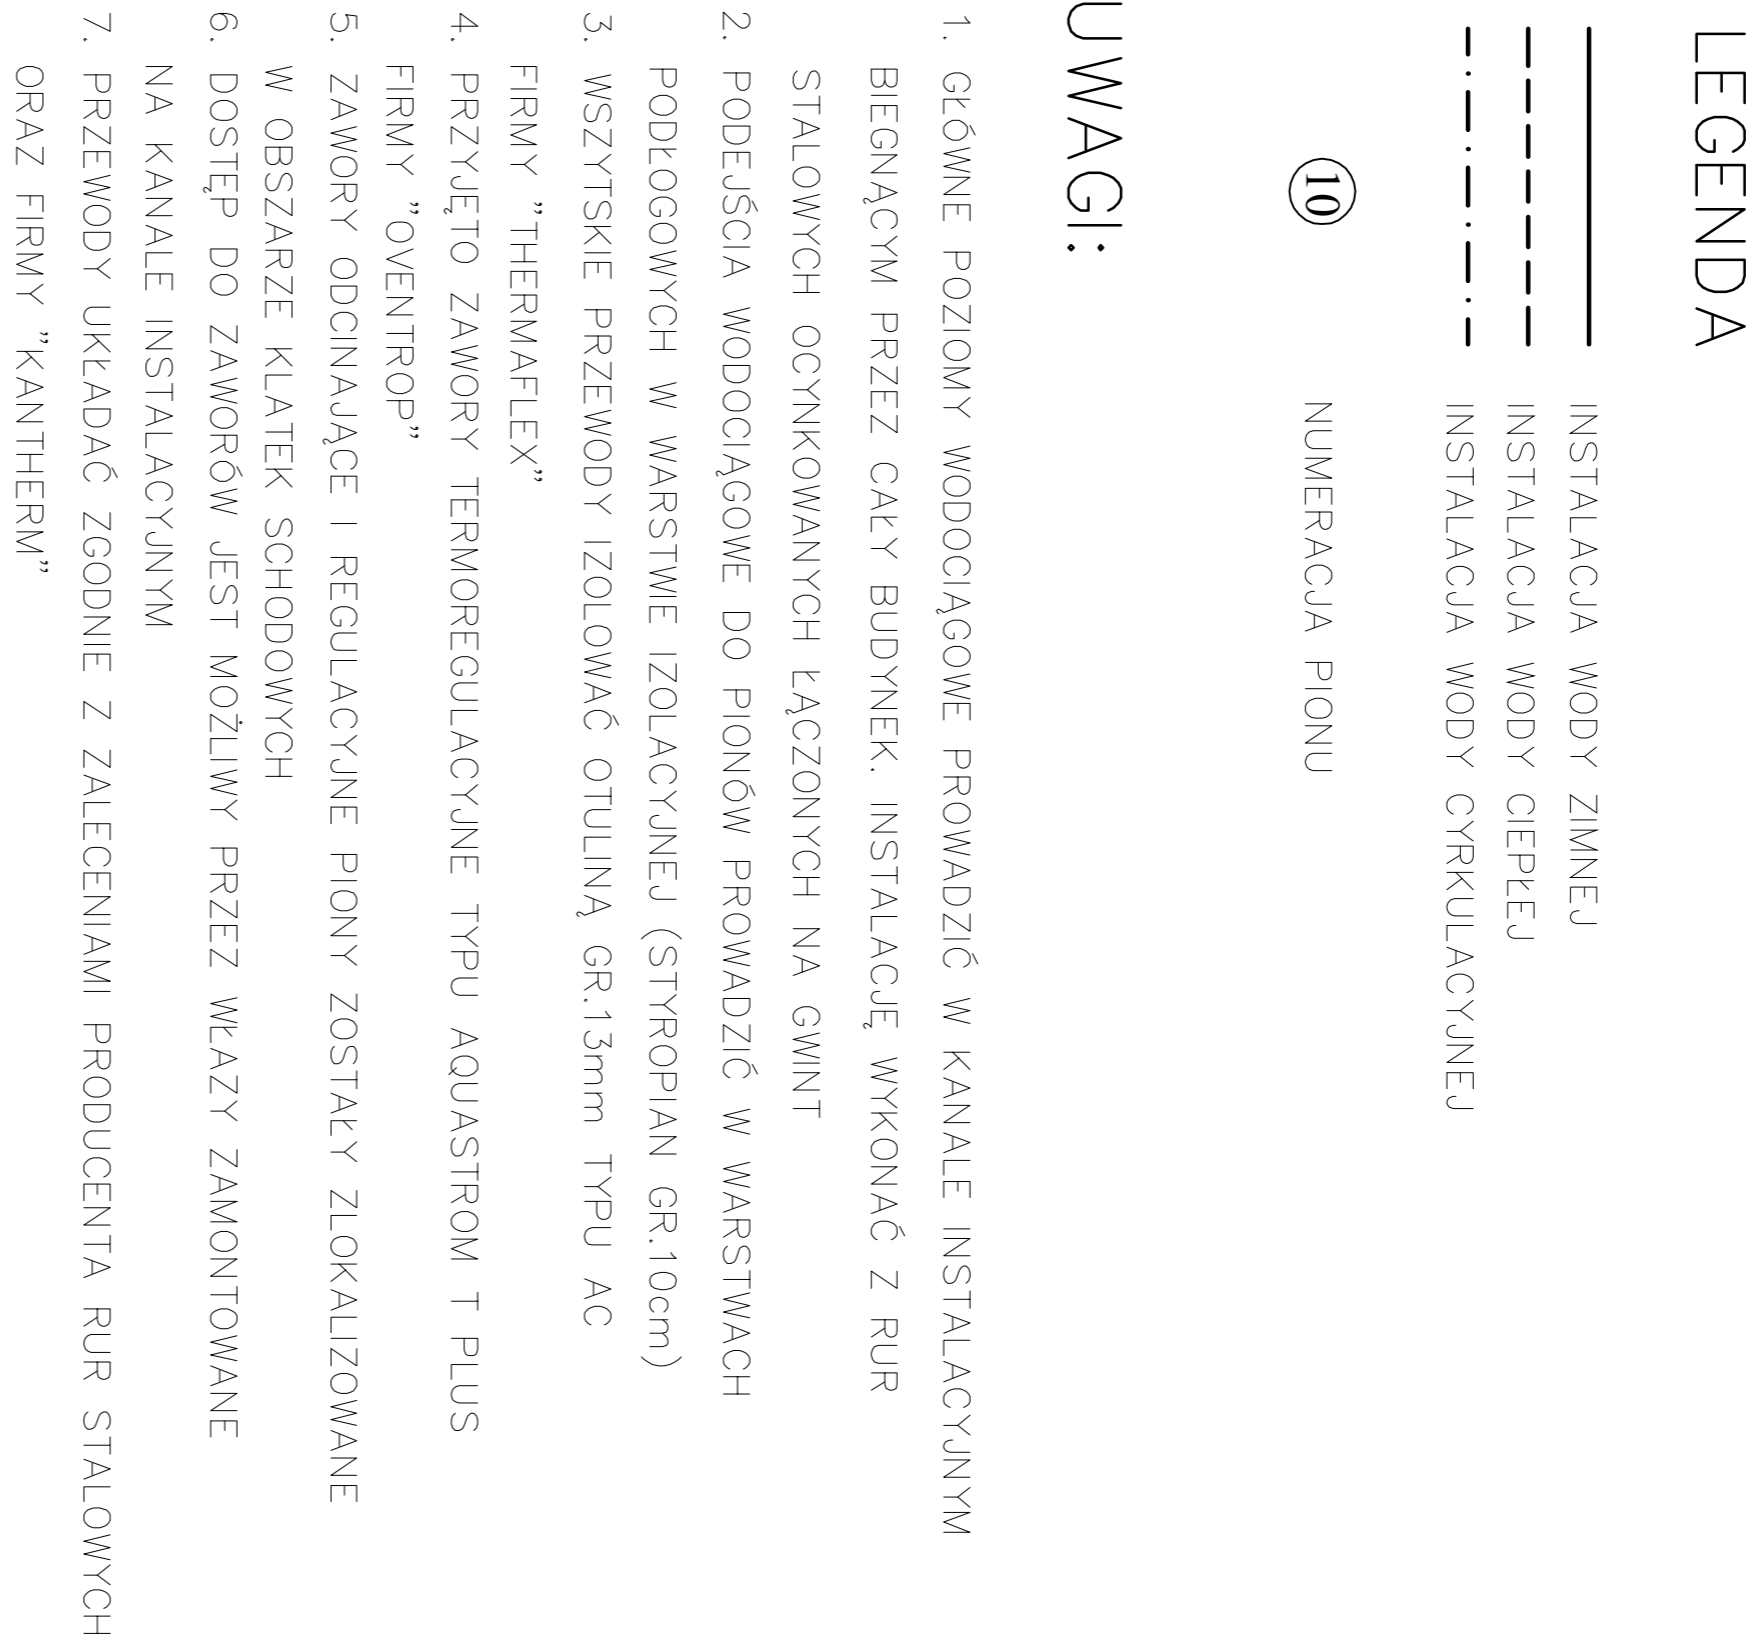 LEGENDA
INSTALACJA WODY ZIMNEJ
INSTALACJA WODY CIEPŁEJ
INSTALACJA WODY CYRKULACYJNEJ
10 NUMERACJA PIONU
UWAGI:
1. GŁÓWNE POZIOMY WODOCIĄGOWE PROWADZIĆ W KANALE INSTALACYJNYM
BIEGNĄCYM PRZEZ CAŁY BUDYNEK. INSTALACJĘ WYKONAĆ Z RUR
STALOWYCH OCYNKOWANYCH ŁĄCZONYCH NA GWINT
2. PODEJŚCIA WODOCIĄGOWE DO PIONÓW PROWADZIĆ W WARSTWACH
PODŁOGOWYCH W WARSTWIE IZOLACYJNEJ (STYROPIAN GR.10cm)
3. WSZYTSKIE PRZEWODY IZOLOWAĆ OTULINĄ GR.13mm TYPU AC
FIRMY ”THERMAFLEX”
4. PRZYJĘTO ZAWORY TERMOREGULACYJNE TYPU AQUASTROM T PLUS
FIRMY ”OVENTROP”
5. ZAWORY ODCINAJĄCE I REGULACYJNE PIONY ZOSTAŁY ZLOKALIZOWANE
W OBSZARZE KLATEK SCHODOWYCH
6. DOSTĘP DO ZAWORÓW JEST MOŻLIWY PRZEZ WŁAZY ZAMONTOWANE
NA KANALE INSTALACYJNYM
7. PRZEWODY UKŁADAĆ ZGODNIE Z ZALECENIAMI PRODUCENTA RUR STALOWYCH
ORAZ FIRMY ”KANTHERM”